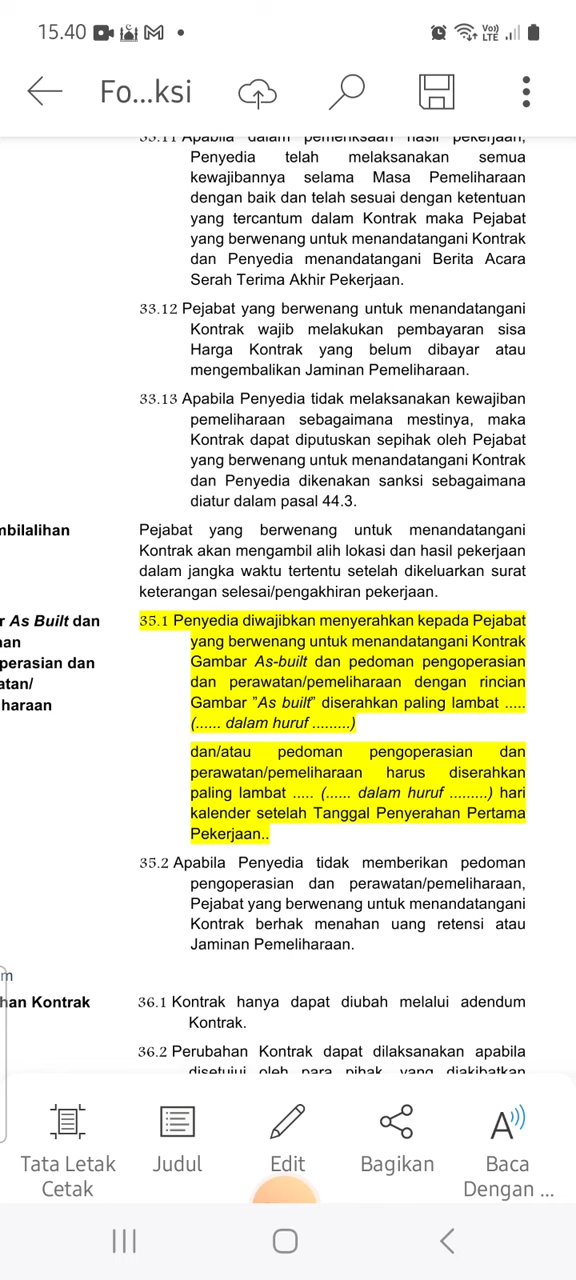 15.40
Vo))
LTE
Fo...ksi
33.11 Apabila dalam pemeriksaan hasil pekerjaan,
Penyedia telah melaksanakan semua
kewajibannya selama Masa Pemeliharaan
dengan baik dan telah sesuai dengan ketentuan
yang tercantum dalam Kontrak maka Pejabat
yang berwenang untuk menandatangani Kontrak
dan Penyedia menandatangani Berita Acara
Serah Terima Akhir Pekerjaan.
33.12 Pejabat yang berwenang untuk menandatangani
Kontrak wajib melakukan pembayaran sisa
Harga Kontrak yang belum dibayar atau
mengembalikan Jaminan Pemeliharaan.
33.13 Apabila Penyedia tidak melaksanakan kewajiban
pemeliharaan sebagaimana mestinya, maka
Kontrak dapat diputuskan sepihak oleh Pejabat
yang berwenang untuk menandatangani Kontrak
dan Penyedia dikenakan sanksi sebagaimana
diatur dalam pasal 44.3.
mbilalihan
Pejabat yang berwenang untuk menandatangani
Kontrak akan mengambil alih lokasi dan hasil pekerjaan
dalam jangka waktu tertentu setelah dikeluarkan surat
keterangan selesai/pengakhiran pekerjaan.
r As Built dan
an
perasian dan
atan/
haraan
35.1 Penyedia diwajibkan menyerahkan kepada Pejabat
yang berwenang untuk menandatangani Kontrak
Gambar As-built dan pedoman pengoperasian
dan perawatan/pemeliharaan dengan rincian
Gambar ”As built” diserahkan paling lambat .....
(...... dalam huruf .........)
dan/atau pedoman pengoperasian dan
perawatan/pemeliharaan harus diserahkan
paling lambat ..... (...... dalam huruf .........) hari
kalender setelah Tanggal Penyerahan Pertama
Pekerjaan..
35.2 Apabila Penyedia tidak memberikan pedoman
pengoperasian dan perawatan/pemeliharaan,
Pejabat yang berwenang untuk menandatangani
Kontrak berhak menahan uang retensi atau
Jaminan Pemeliharaan.
m
han Kontrak
36.1 Kontrak hanya dapat diubah melalui adendum
Kontrak.
36.2 Perubahan Kontrak dapat dilaksanakan apabila
disetujui oleh para pihak, yang diakibatkan
Tata Letak
Cetak
Judul
Edit
Bagikan
Baca
Dengan ...